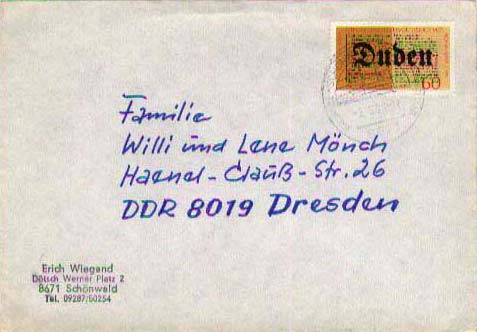 Duden
60
Familie
Willi und Lene Mönch
Haenel-Clauß-Str. 26
DDR 8019 Dresden
Erich Wiegand
Dötsch Werner Platz 2
8671 Schönwald
Tel. 09287/50254